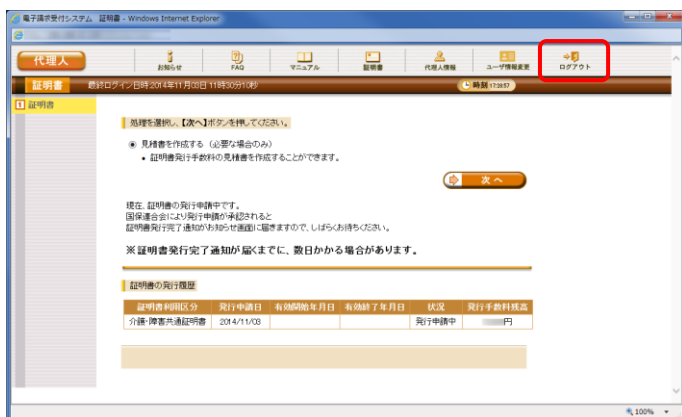 電子請求受付システム 証明書 - Windows Internet Explorer
代理人
お知らせ
FAQ
マニュアル
証明書
代理人情報
ユーザ情報変更
ログアウト
証明書
最終ログイン日時:2014年11月03日 11時30分10秒
時刻 17:28:57
1 証明書
処理を選択し、【次へ】ボタンを押してください。
見積書を作成する （必要な場合のみ）
• 証明書発行手数料の見積書を作成することができます。
次 へ
現在、証明書の発行申請中です。
国保連合会により発行申請が承認されると
証明書発行完了通知がお知らせ画面に届きますので、しばらくお待ちください。
※証明書発行完了通知が届くまでに、数日かかる場合があります。
証明書の発行履歴
証明書利用区分 発行申請日 有効開始年月日 有効終了年月日 状況 発行手数料残高
介護・障害共通証明書 2014/11/03 発行申請中 円
100%